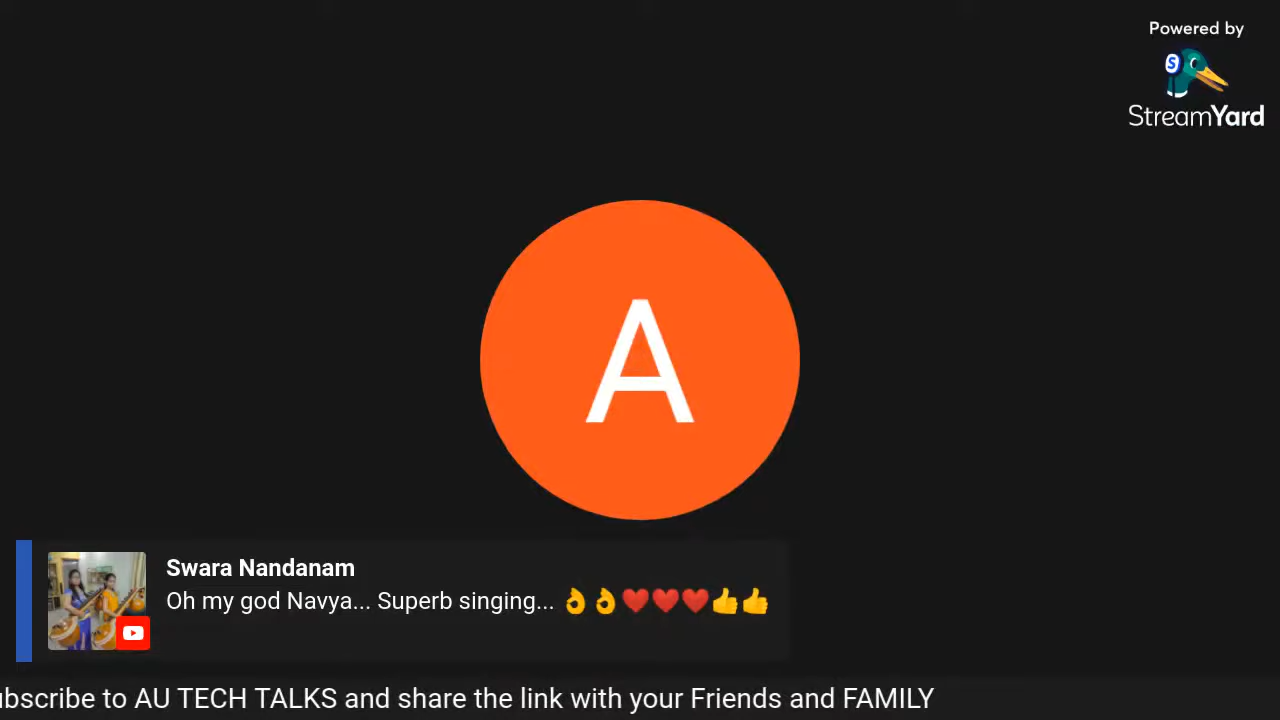 Powered by
S
StreamYard
A
Swara Nandanam
Oh my god Navya... Superb singing... 👌👌❤️❤️❤️👍👍
ubscribe to AU TECH TALKS and share the link with your Friends and FAMILY